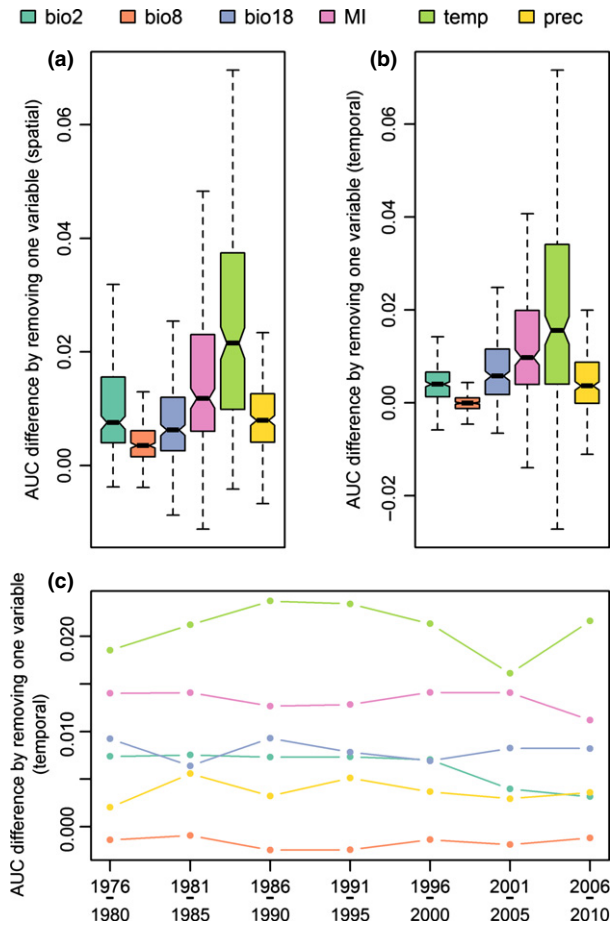 bio2 bio8 bio18 MI temp prec
(a)
AUC difference by removing one variable (spatial)
0.06
0.04
0.02
0.00
(b)
AUC difference by removing one variable (temporal)
0.06
0.04
0.02
0.00
−0.02
(c)
AUC difference by removing one variable
(temporal)
0.020
0.010
0.000
1976 1981 1986 1991 1996 2001 2006
1980 1985 1990 1995 2000 2005 2010